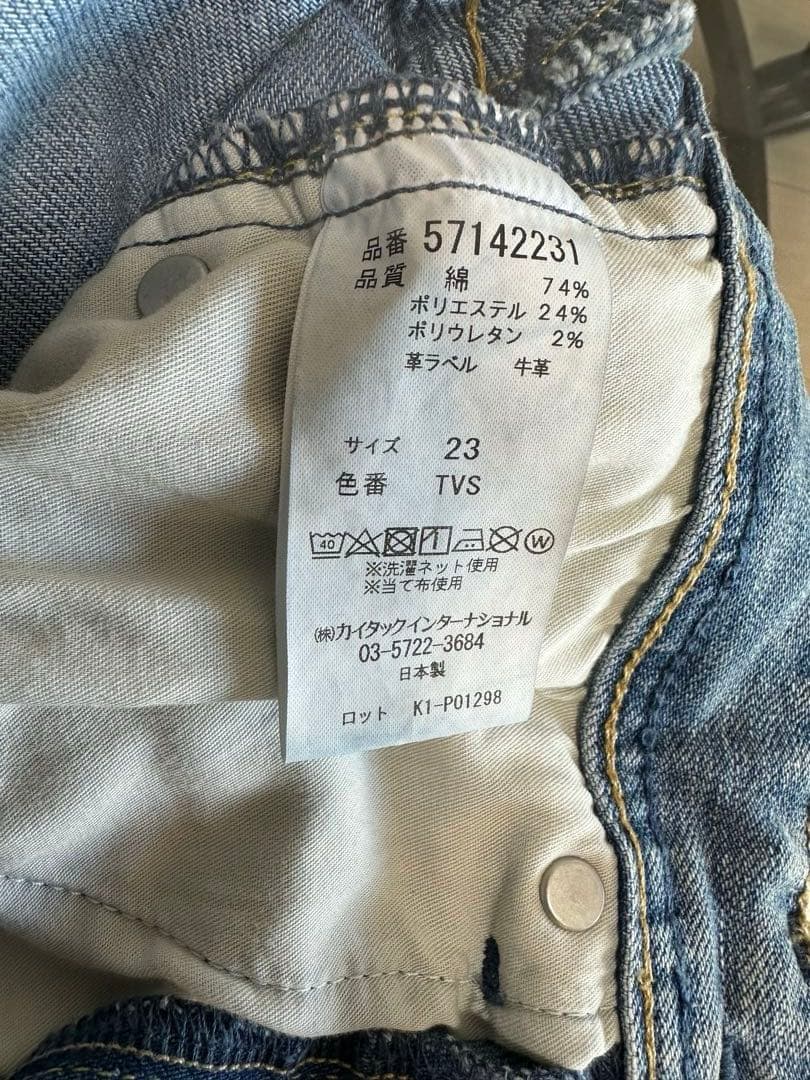 品番 57142231
品質 綿 74%
ポリエステル 24%
ポリウレタン 2%
革ラベル 牛革
サイズ 23
色番 TVS
40 W
※洗濯ネット使用
※当て布使用
㈱カイタックインターナショナル
03-5722-3684
日本製
ロット K1-P01298